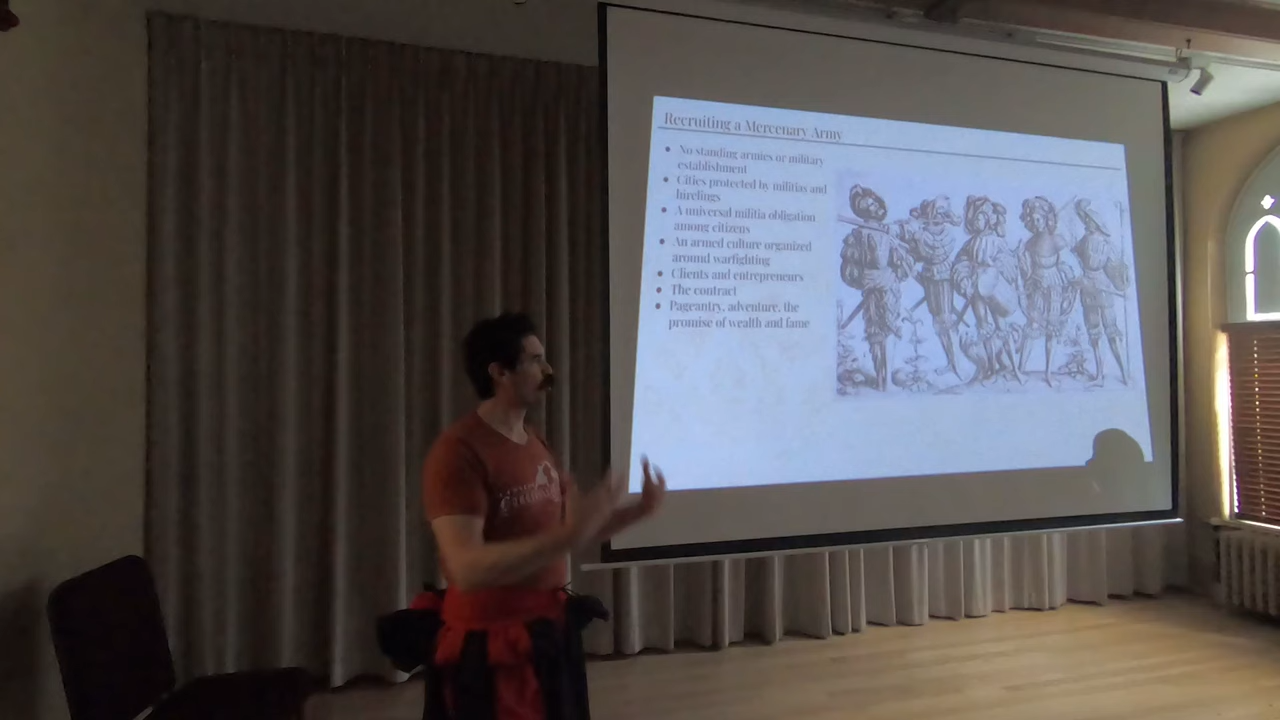 Recruiting a Mercenary Army
• No standing armies or military
establishment
• Cities protected by militias and
hirelings
• A universal militia obligation
among citizens
• An armed culture organized
around warfighting
• Clients and entrepreneurs
• The contract
• Pageantry, adventure, the
promise of wealth and fame